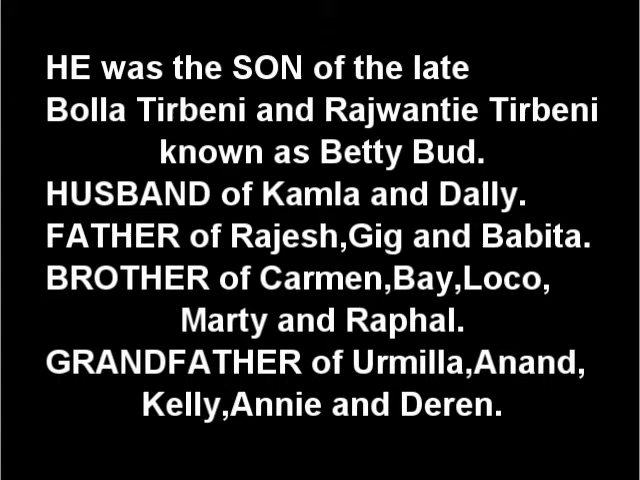 HE was the SON of the late
Bolla Tirbeni and Rajwantie Tirbeni
known as Betty Bud.
HUSBAND of Kamla and Dally.
FATHER of Rajesh,Gig and Babita.
BROTHER of Carmen,Bay,Loco,
Marty and Raphal.
GRANDFATHER of Urmilla,Anand,
Kelly,Annie and Deren.